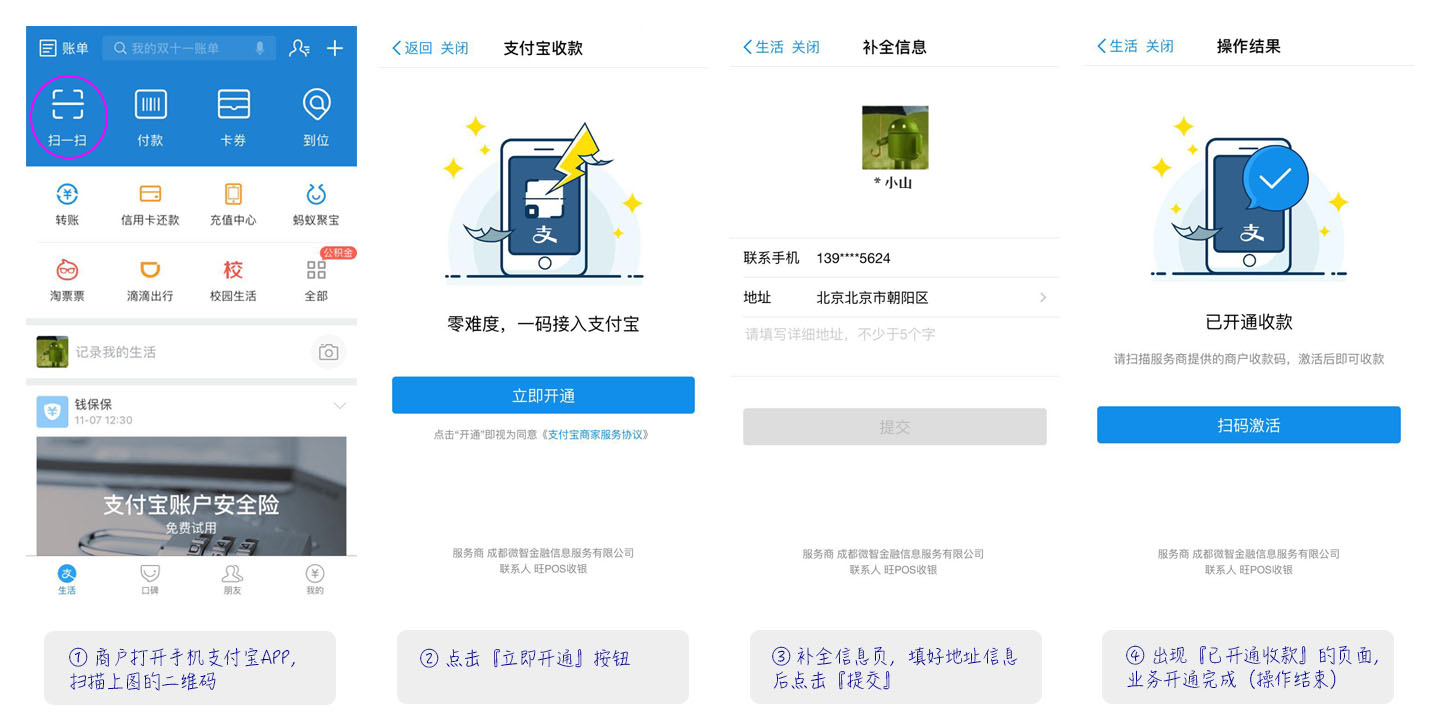 账单
我的双十一账单
扫一扫
付款
卡券
到位
转账
信用卡还款
充值中心
蚂蚁聚宝
公积金
淘票票
滴滴出行
校
校园生活
全部
记录我的生活
钱保保
11-07 12:30
支付宝账户安全险
免费试用
支
生活
口碑
朋友
我的
① 商户打开手机支付宝APP,
扫描上图的二维码
返回 关闭 支付宝收款
支
零难度，一码接入支付宝
立即开通
点击“开通”即视为同意《支付宝商家服务协议》
服务商 成都微智金融信息服务有限公司
联系人 旺POS收银
② 点击『立即开通』按钮
生活 关闭 补全信息
* 小山
联系手机 139****5624
地址 北京北京市朝阳区
请填写详细地址，不少于5个字
提交
服务商 成都微智金融信息服务有限公司
联系人 旺POS收银
③ 补全信息页，填好地址信息
后点击『提交』
生活 关闭 操作结果
支
已开通收款
请扫描服务商提供的商户收款码，激活后即可收款
扫码激活
服务商 成都微智金融信息服务有限公司
联系人 旺POS收银
④ 出现『已开通收款』的页面,
业务开通完成（操作结束）